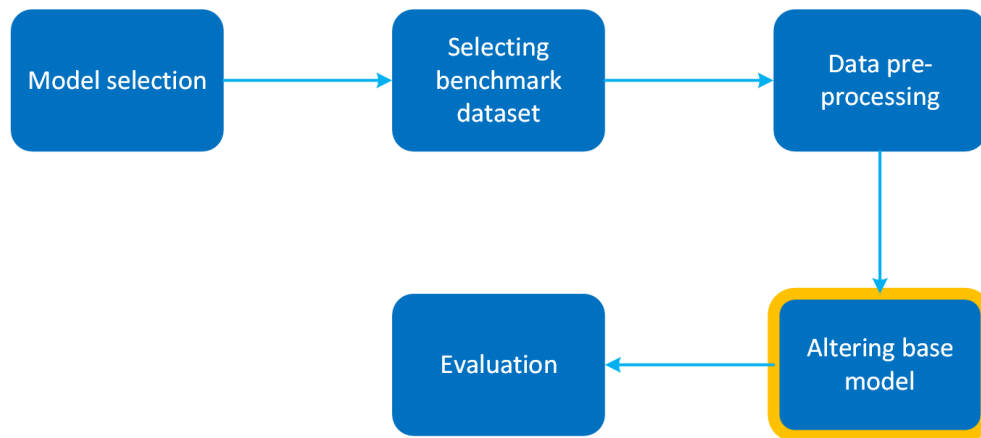 Model selection
Selecting
benchmark
dataset
Data pre-
processing
Altering base
model
Evaluation